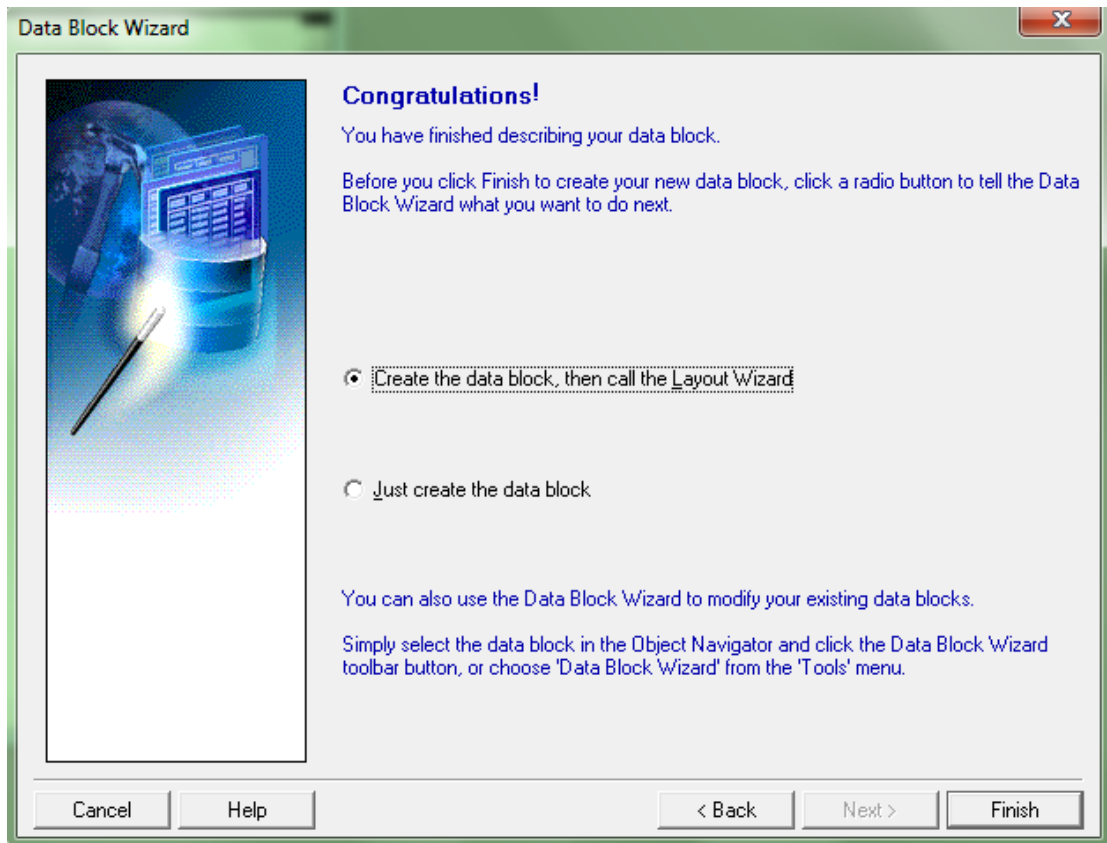 Data Block Wizard
Congratulations!
You have finished describing your data block.
Before you click Finish to create your new data block, click a radio button to tell the Data
Block Wizard what you want to do next.
Create the data block, then call the Layout Wizard
Just create the data block
You can also use the Data Block Wizard to modify your existing data blocks.
Simply select the data block in the Object Navigator and click the Data Block Wizard
toolbar button, or choose 'Data Block Wizard' from the 'Tools' menu.
Cancel Help < Back Next > Finish